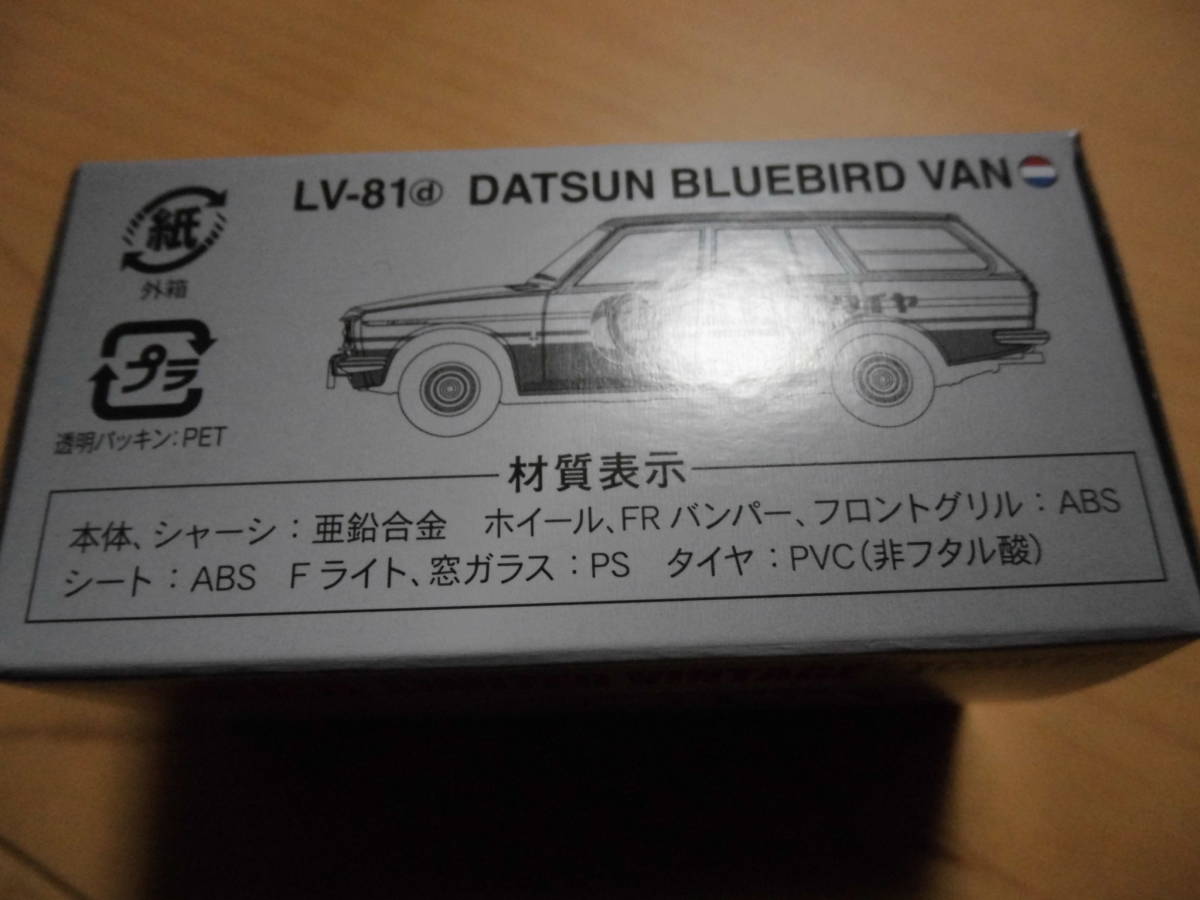 LV-81ⓓ DATSUN BLUEBIRD VAN
紙
外箱
プラ
透明パッキン:PET
イヤ
材質表示
本体、シャーシ:亜鉛合金 ホイール、FRバンパー、フロントグリル:ABS
シート:ABS Fライト、窓ガラス:PS タイヤ:PVC(非フタル酸)